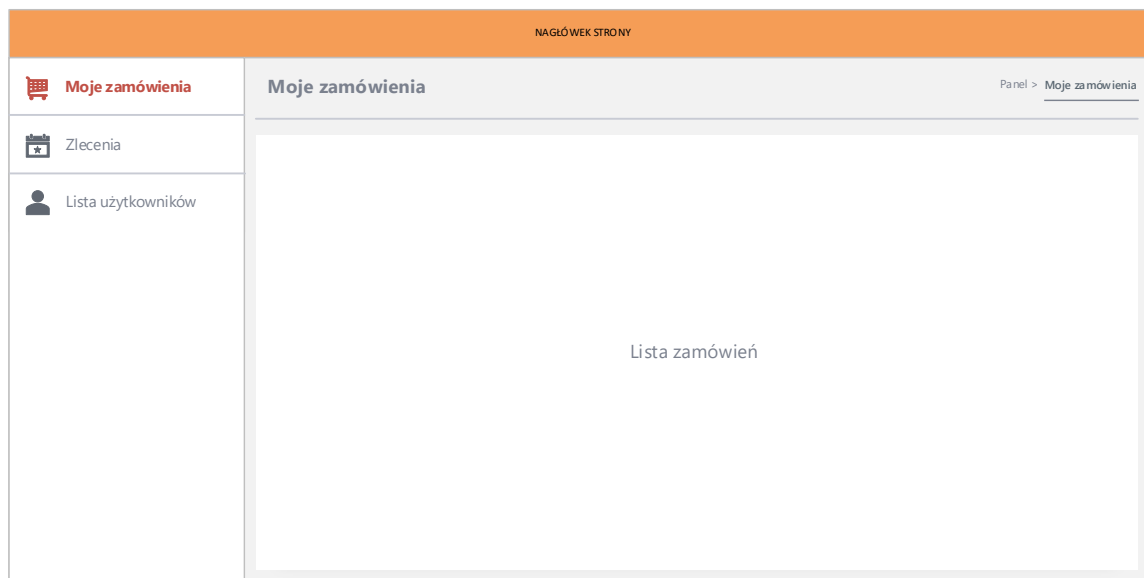 NAGŁÓWEK STRONY
Moje zamówienia
Zlecenia
Lista użytkowników
Moje zamówienia
Panel > Moje zamówienia
Lista zamówień